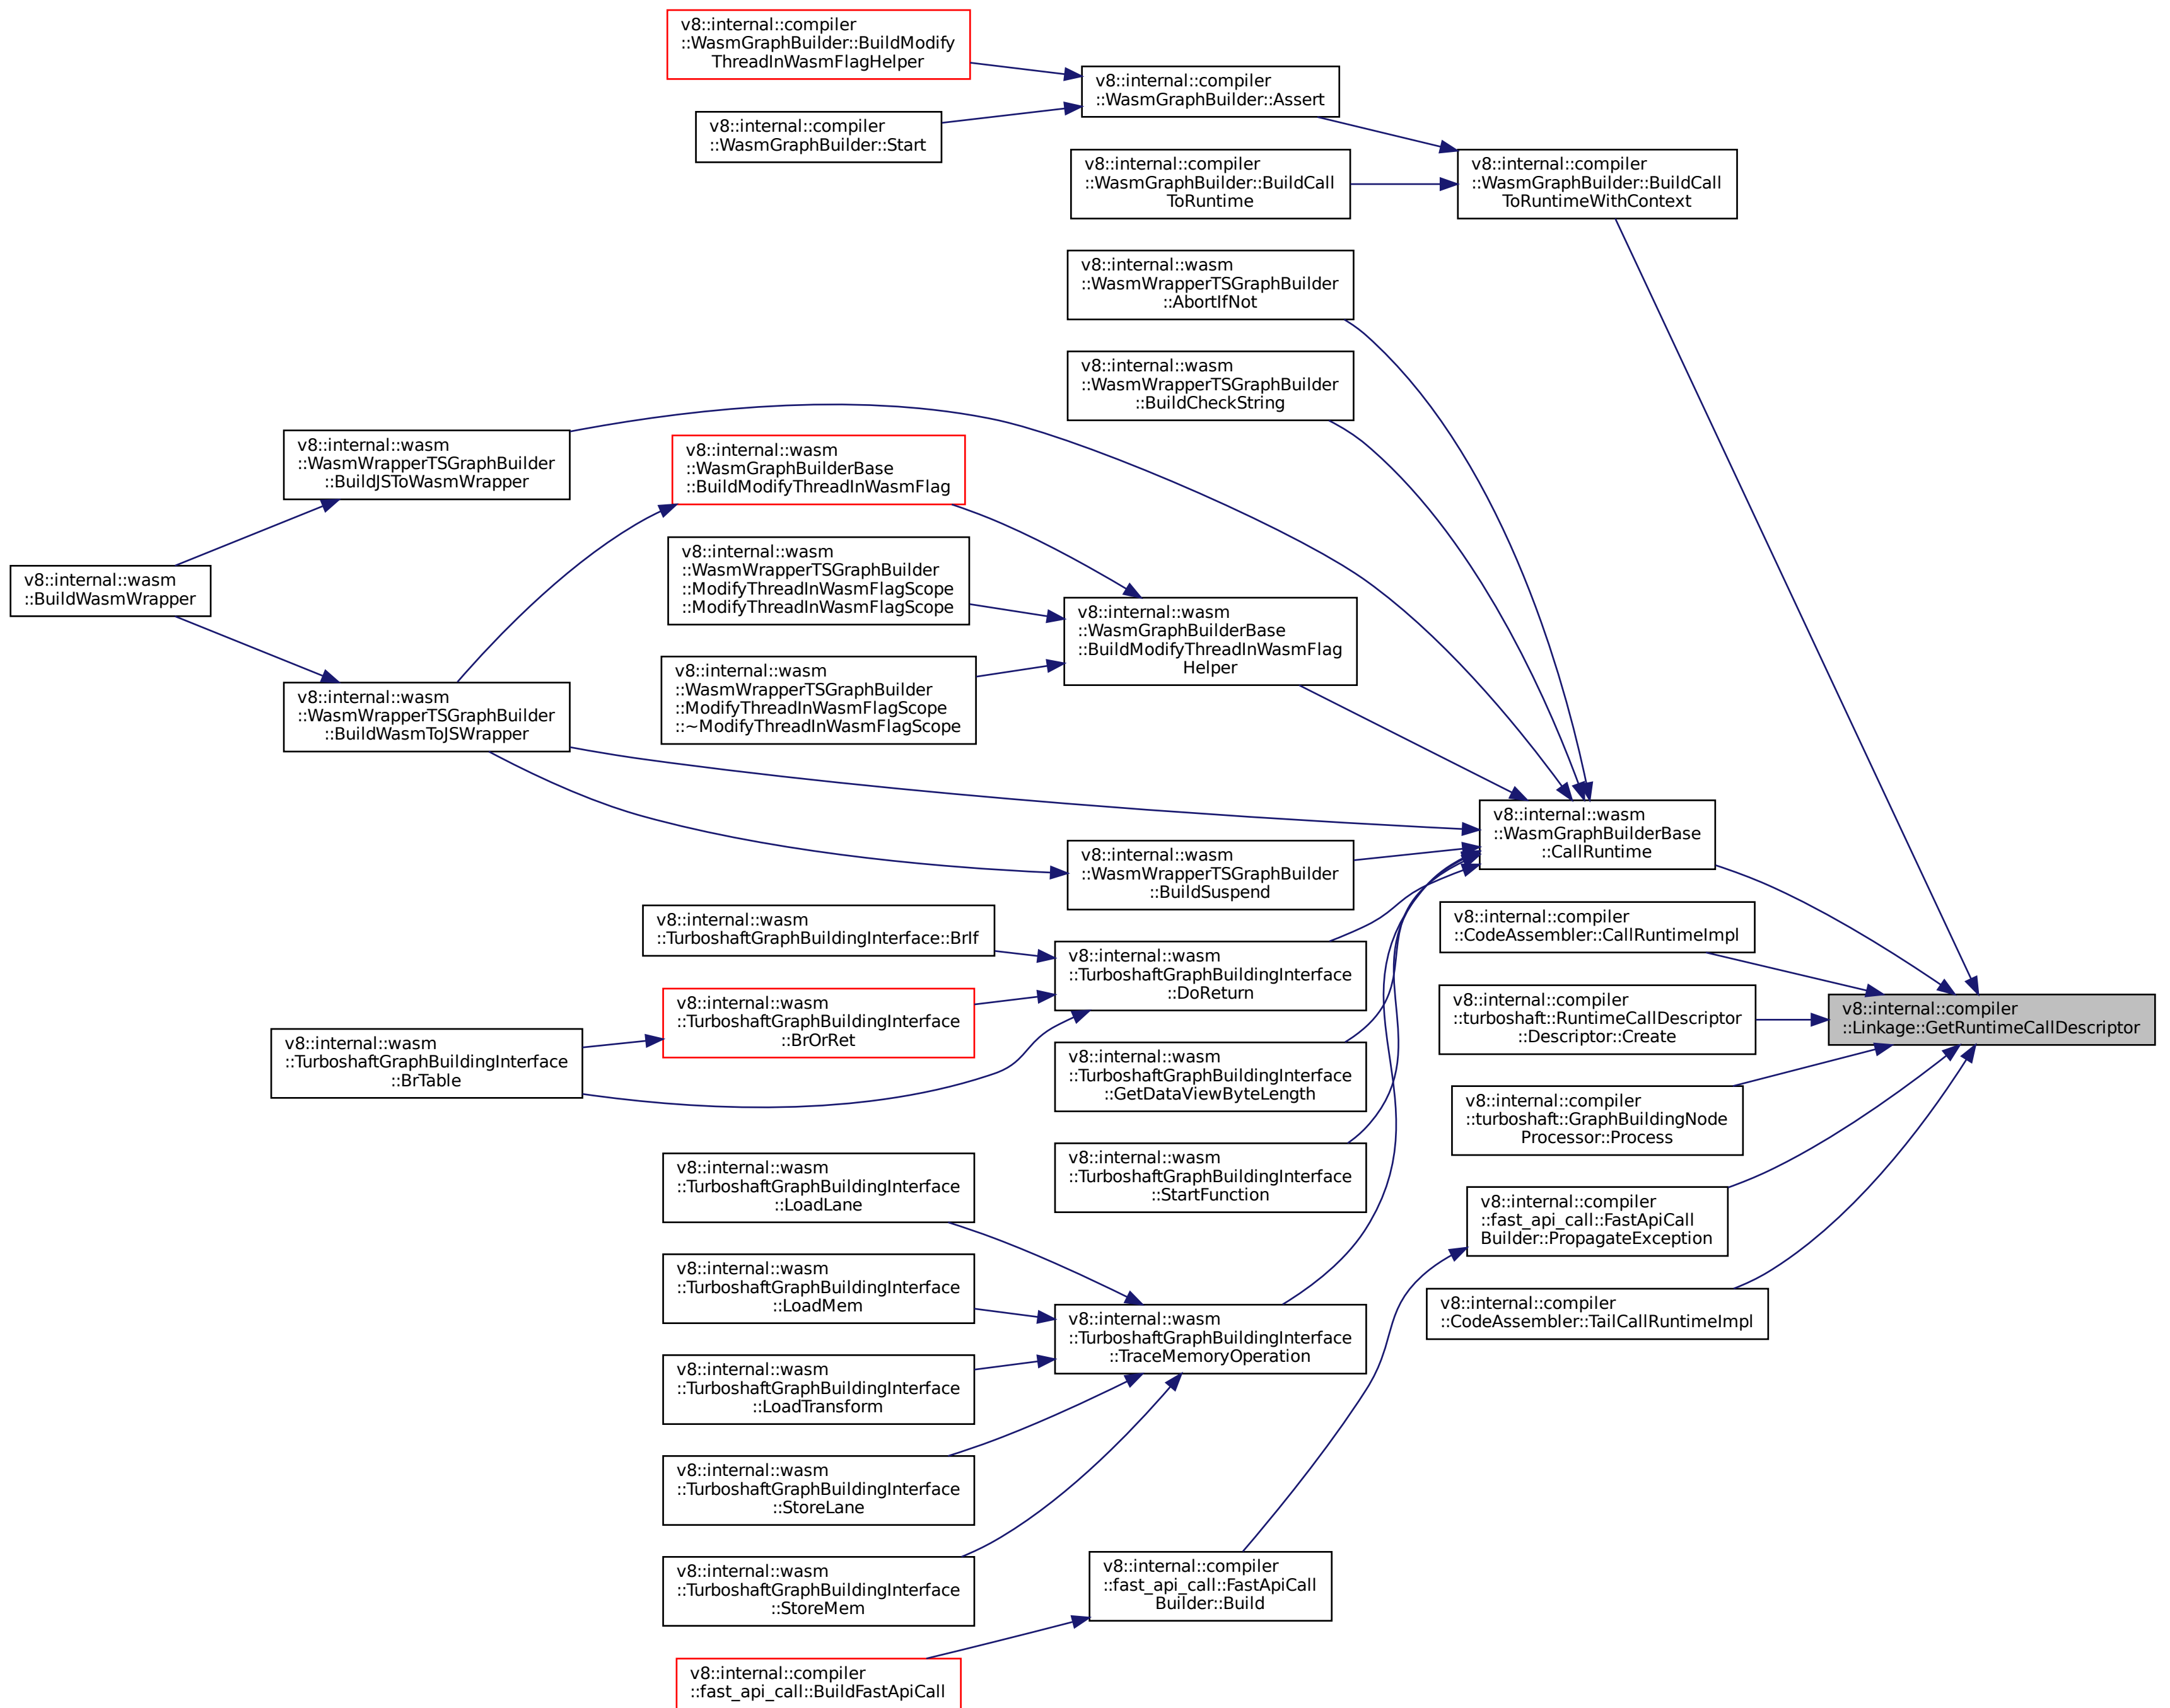 v8::internal::compiler
::WasmGraphBuilder::BuildModify
ThreadInWasmFlagHelper
v8::internal::compiler
::WasmGraphBuilder::Assert
v8::internal::compiler
::WasmGraphBuilder::Start
v8::internal::compiler
::WasmGraphBuilder::BuildCall
ToRuntime
v8::internal::compiler
::WasmGraphBuilder::BuildCall
ToRuntimeWithContext
v8::internal::wasm
::WasmWrapperTSGraphBuilder
::AbortIfNot
v8::internal::wasm
::WasmWrapperTSGraphBuilder
::BuildCheckString
v8::internal::wasm
::WasmWrapperTSGraphBuilder
::BuildJSToWasmWrapper
v8::internal::wasm
::WasmGraphBuilderBase
::BuildModifyThreadInWasmFlag
v8::internal::wasm
::WasmWrapperTSGraphBuilder
::ModifyThreadInWasmFlagScope
::ModifyThreadInWasmFlagScope
v8::internal::wasm
::BuildWasmWrapper
v8::internal::wasm
::WasmGraphBuilderBase
::BuildModifyThreadInWasmFlag
Helper
v8::internal::wasm
::WasmWrapperTSGraphBuilder
::ModifyThreadInWasmFlagScope
::~ModifyThreadInWasmFlagScope
v8::internal::wasm
::WasmWrapperTSGraphBuilder
::BuildWasmToJSWrapper
v8::internal::wasm
::WasmGraphBuilderBase
::CallRuntime
v8::internal::wasm
::WasmWrapperTSGraphBuilder
::BuildSuspend
v8::internal::wasm
::TurboshaftGraphBuildingInterface::BrIf
v8::internal::compiler
::CodeAssembler::CallRuntimeImpl
v8::internal::wasm
::TurboshaftGraphBuildingInterface
::DoReturn
v8::internal::wasm
::TurboshaftGraphBuildingInterface
::BrOrRet
v8::internal::compiler
::turboshaft::RuntimeCallDescriptor
::Descriptor::Create
v8::internal::compiler
::Linkage::GetRuntimeCallDescriptor
v8::internal::wasm
::TurboshaftGraphBuildingInterface
::BrTable
v8::internal::wasm
::TurboshaftGraphBuildingInterface
::GetDataViewByteLength
v8::internal::compiler
::turboshaft::GraphBuildingNode
Processor::Process
v8::internal::wasm
::TurboshaftGraphBuildingInterface
::StartFunction
v8::internal::wasm
::TurboshaftGraphBuildingInterface
::LoadLane
v8::internal::compiler
::fast_api_call::FastApiCall
Builder::PropagateException
v8::internal::wasm
::TurboshaftGraphBuildingInterface
::LoadMem
v8::internal::compiler
::CodeAssembler::TailCallRuntimeImpl
v8::internal::wasm
::TurboshaftGraphBuildingInterface
::TraceMemoryOperation
v8::internal::wasm
::TurboshaftGraphBuildingInterface
::LoadTransform
v8::internal::wasm
::TurboshaftGraphBuildingInterface
::StoreLane
v8::internal::wasm
::TurboshaftGraphBuildingInterface
::StoreMem
v8::internal::compiler
::fast_api_call::FastApiCall
Builder::Build
v8::internal::compiler
::fast_api_call::BuildFastApiCall